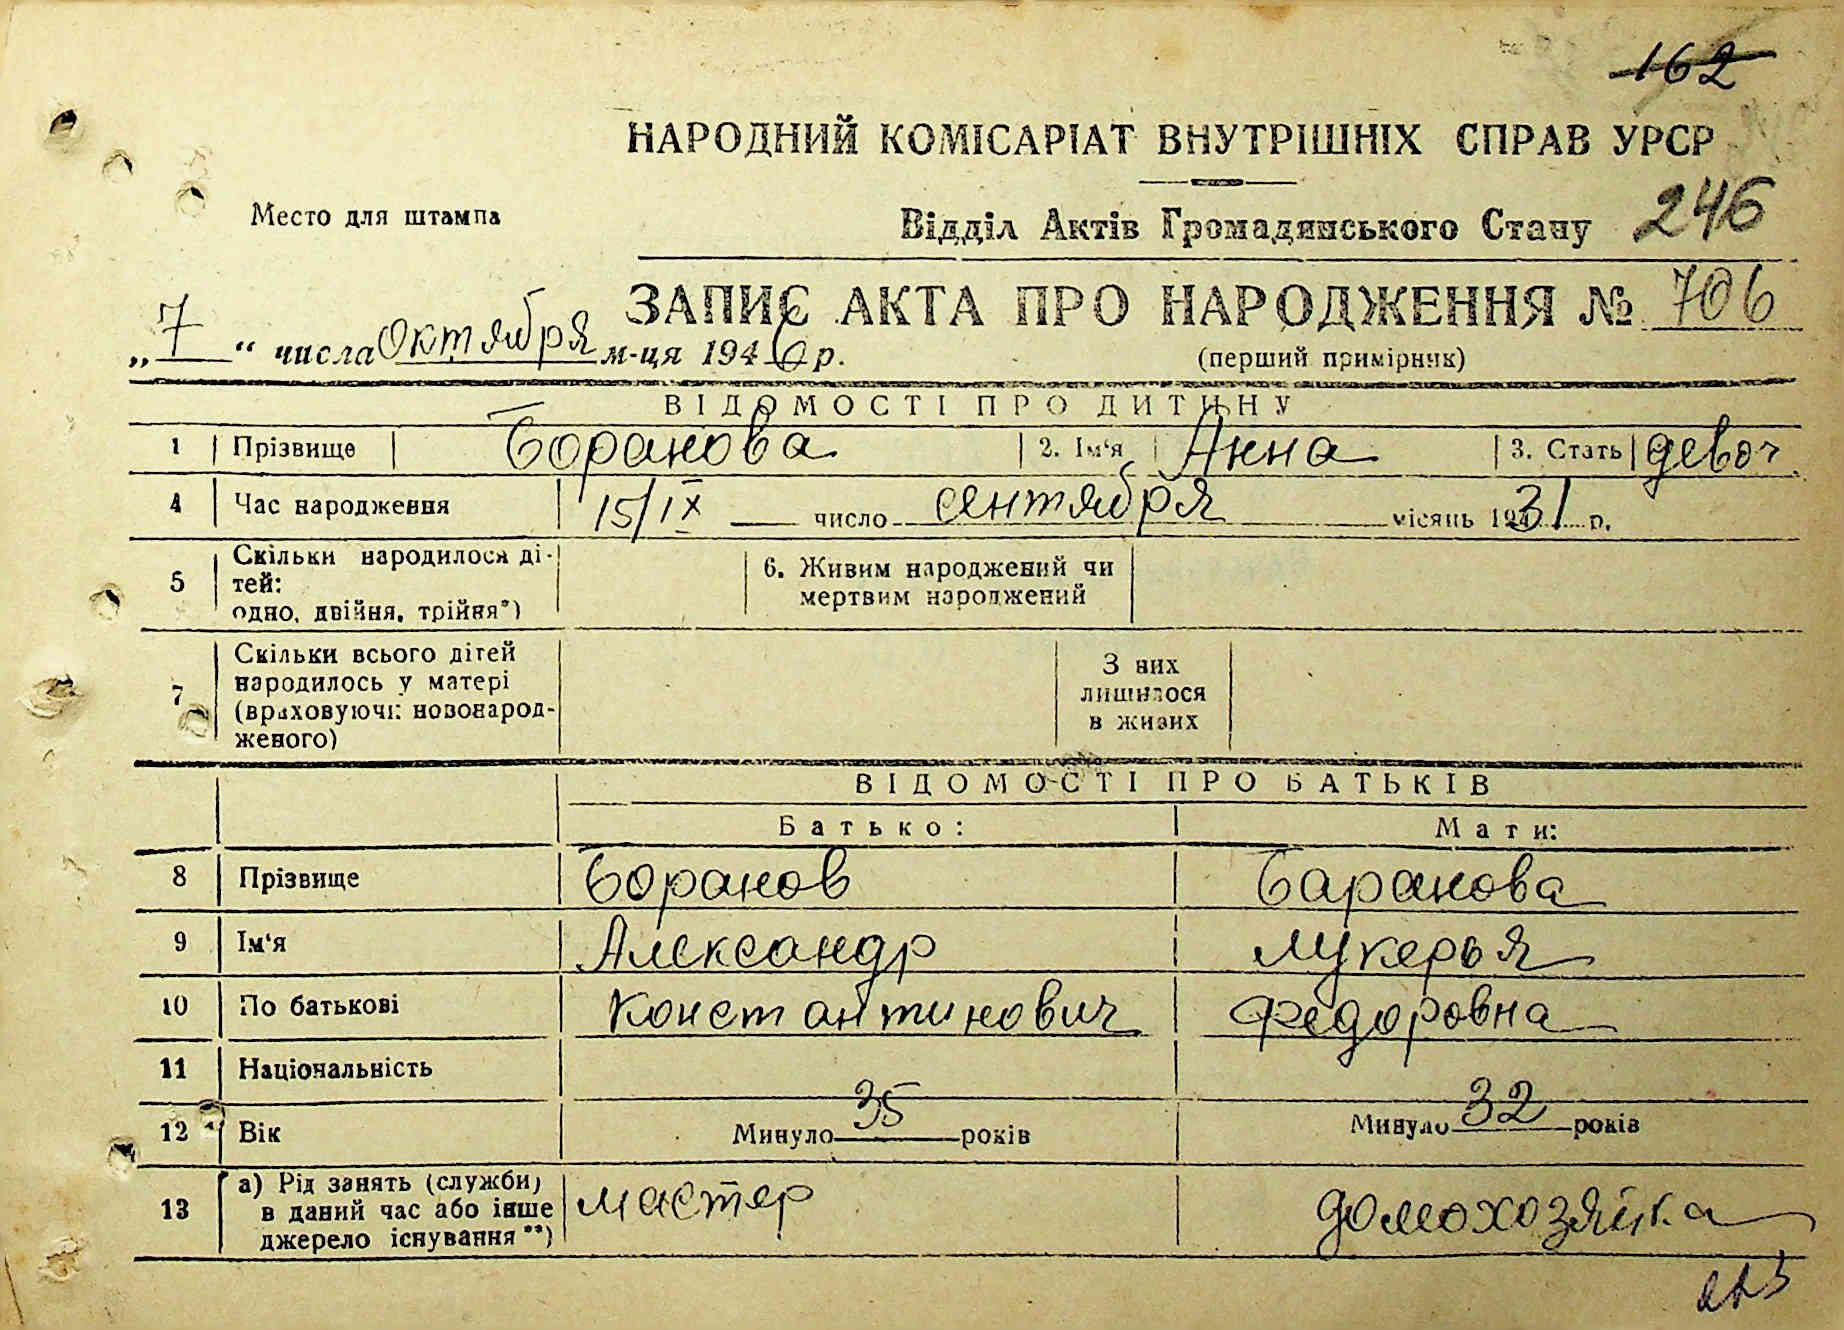 162
НАРОДНИЙ КОМІСАРІАТ ВНУТРІШНІХ СПРАВ УРСР
Место для штампа
Відділ Актів Громадянського Стану 246
ЗАПИС АКТА ПРО НАРОДЖЕННЯ № 706
„ 7 “ числа Октября м-ця 1946 р.
(перший примірник)
ВІДОМОСТІ ПРО ДИТИНУ
1 Прізвище Боранова 2. Ім‘я Анна 3. Стать девоч
4 Час народження 15/IX число сентября місяць 1931 р.
5 Скільки народилося ді-
тей:
одно, двійня, трійня*)
6. Живим народжений чи
мертвим народжений
7 Скільки всього дітей
народилось у матері
(враховуючі: новонарод-
женого)
З них
лишилося
в живих
ВІДОМОСТІ ПРО БАТЬКІВ
Батько: Мати:
8 Прізвище Боранов Баранова
9 Ім‘я Александр Лукерья
10 По батькові Константинович Федоровна
11 Національність
12 Вік Минуло 35 років Минуло 32 років
13 а) Рід занять (служби)
в даний час або інше
джерело існування **)
мастер домохозяйка